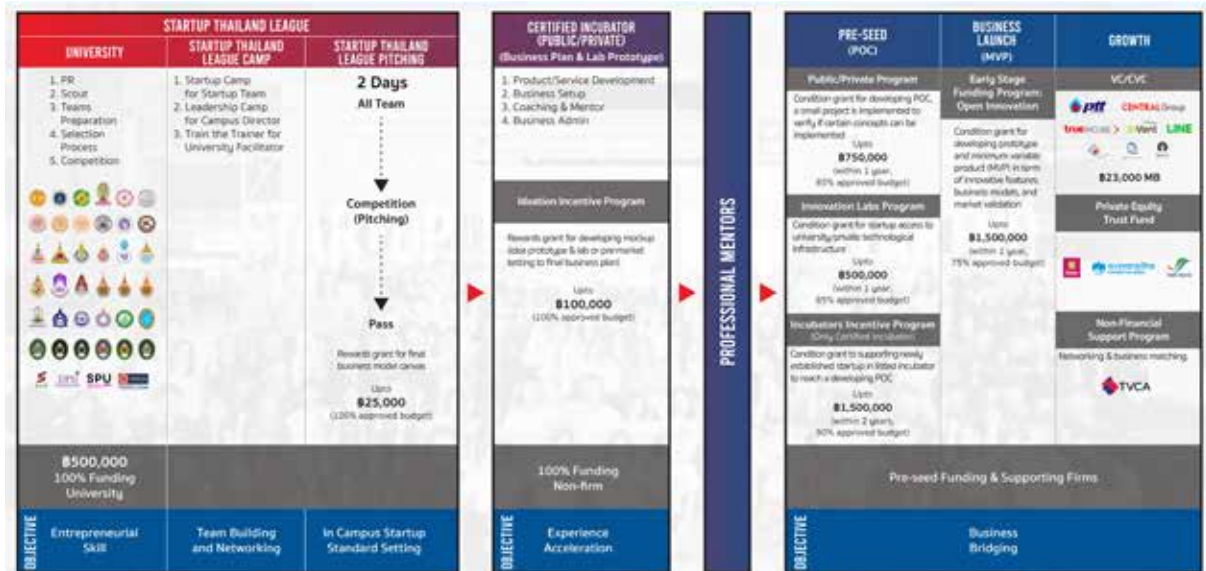 STARTUP THAILAND LEAGUE
UNIVERSITY
1. PR
2. Scout
3. Teams
Preparation
4. Selection
Process
5. Competition
SPU
฿500,000
100% Funding
University
OBJECTIVE
Entrepreneurial
Skill
STARTUP THAILAND
LEAGUE CAMP
1. Startup Camp
for Startup Team
2. Leadership Camp
for Campus Director
3. Train the Trainer for
University Facilitator
Team Building
and Networking
STARTUP THAILAND
LEAGUE PITCHING
2 Days
All Team
Competition
(Pitching)
Pass
Rewards grant for final
business model canvas
Upto
฿25,000
(100% approved budget)
In Campus Startup
Standard Setting
CERTIFIED INCUBATOR
(PUBLIC/PRIVATE)
(Business Plan & Lab Prototype)
1. Product/Service Development
2. Business Setup
3. Coaching & Mentor
4. Business Admin
Ideation Incentive Program
Rewards grant for developing mockup
(idea prototype & lab or pre market
setting to final business plan)
Upto
฿100,000
(100% approved budget)
100% Funding
Non-firm
OBJECTIVE
Experience
Acceleration
PROFESSIONAL MENTORS
PRE-SEED
(POC)
Public/Private Program
Condition grant for developing POC,
a small project is implemented to
verify if certain concepts can be
implemented
Upto
฿750,000
(within 1 year,
approved budget)
Innovation Labs Program
Condition grant for startup access to
university/private technological
infrastructure
Upto
฿500,000
(within 1 year,
approved budget)
Incubators Incentive Program
(Only Certified Incubator)
Condition grant to supporting newly
established startup in listed incubator
to reach a developing POC
Upto
฿1,500,000
(within 2 years,
90% approved budget)
BUSINESS
LAUNCH
(MVP)
Early Stage
Funding Program:
Open Innovation
Condition grant for
developing prototype
and minimum variable
product (MVP) in term
of innovative features,
business models, and
market validation
Upto
฿1,500,000
(within 1 year,
75% approved budget)
GROWTH
VC/CVC
ptt
CENTRAL Group
true
LINE
฿23,000 MB
Private Equity
Trust Fund
Non-Financial
Support Program
Networking & business matching
TVCA
Pre-seed Funding & Supporting Firms
OBJECTIVE
Business
Bridging